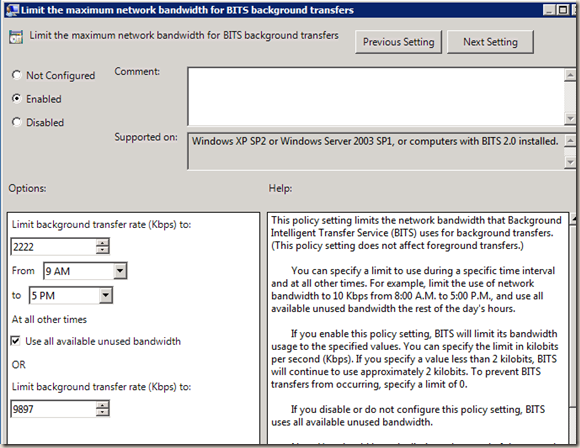 Limit the maximum network bandwidth for BITS background transfers
Limit the maximum network bandwidth for BITS background transfers
Previous Setting
Next Setting
Not Configured
Comment:
Enabled
Disabled
Supported on:
Windows XP SP2 or Windows Server 2003 SP1, or computers with BITS 2.0 installed.
Options:
Help:
Limit background transfer rate (Kbps) to:
2222
From 9 AM
to 5 PM
At all other times
Use all available unused bandwidth
OR
Limit background transfer rate (Kbps) to:
9897
This policy setting limits the network bandwidth that Background
Intelligent Transfer Service (BITS) uses for background transfers.
(This policy setting does not affect foreground transfers.)
You can specify a limit to use during a specific time interval
and at all other times. For example, limit the use of network
bandwidth to 10 Kbps from 8:00 A.M. to 5:00 P.M., and use all
available unused bandwidth the rest of the day's hours.
If you enable this policy setting, BITS will limit its bandwidth
usage to the specified values. You can specify the limit in kilobits
per second (Kbps). If you specify a value less than 2 kilobits, BITS
will continue to use approximately 2 kilobits. To prevent BITS
transfers from occurring, specify a limit of 0.
If you disable or do not configure this policy setting, BITS
uses all available unused bandwidth.